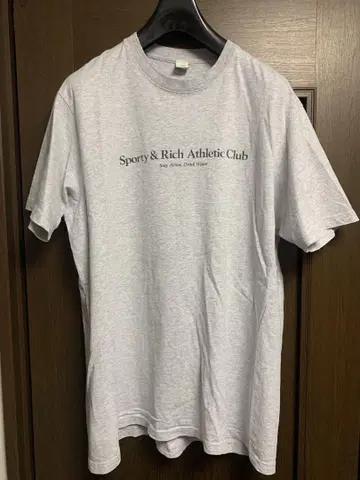 Sporty & Rich Athletic Club
Stay Active, Drink Water